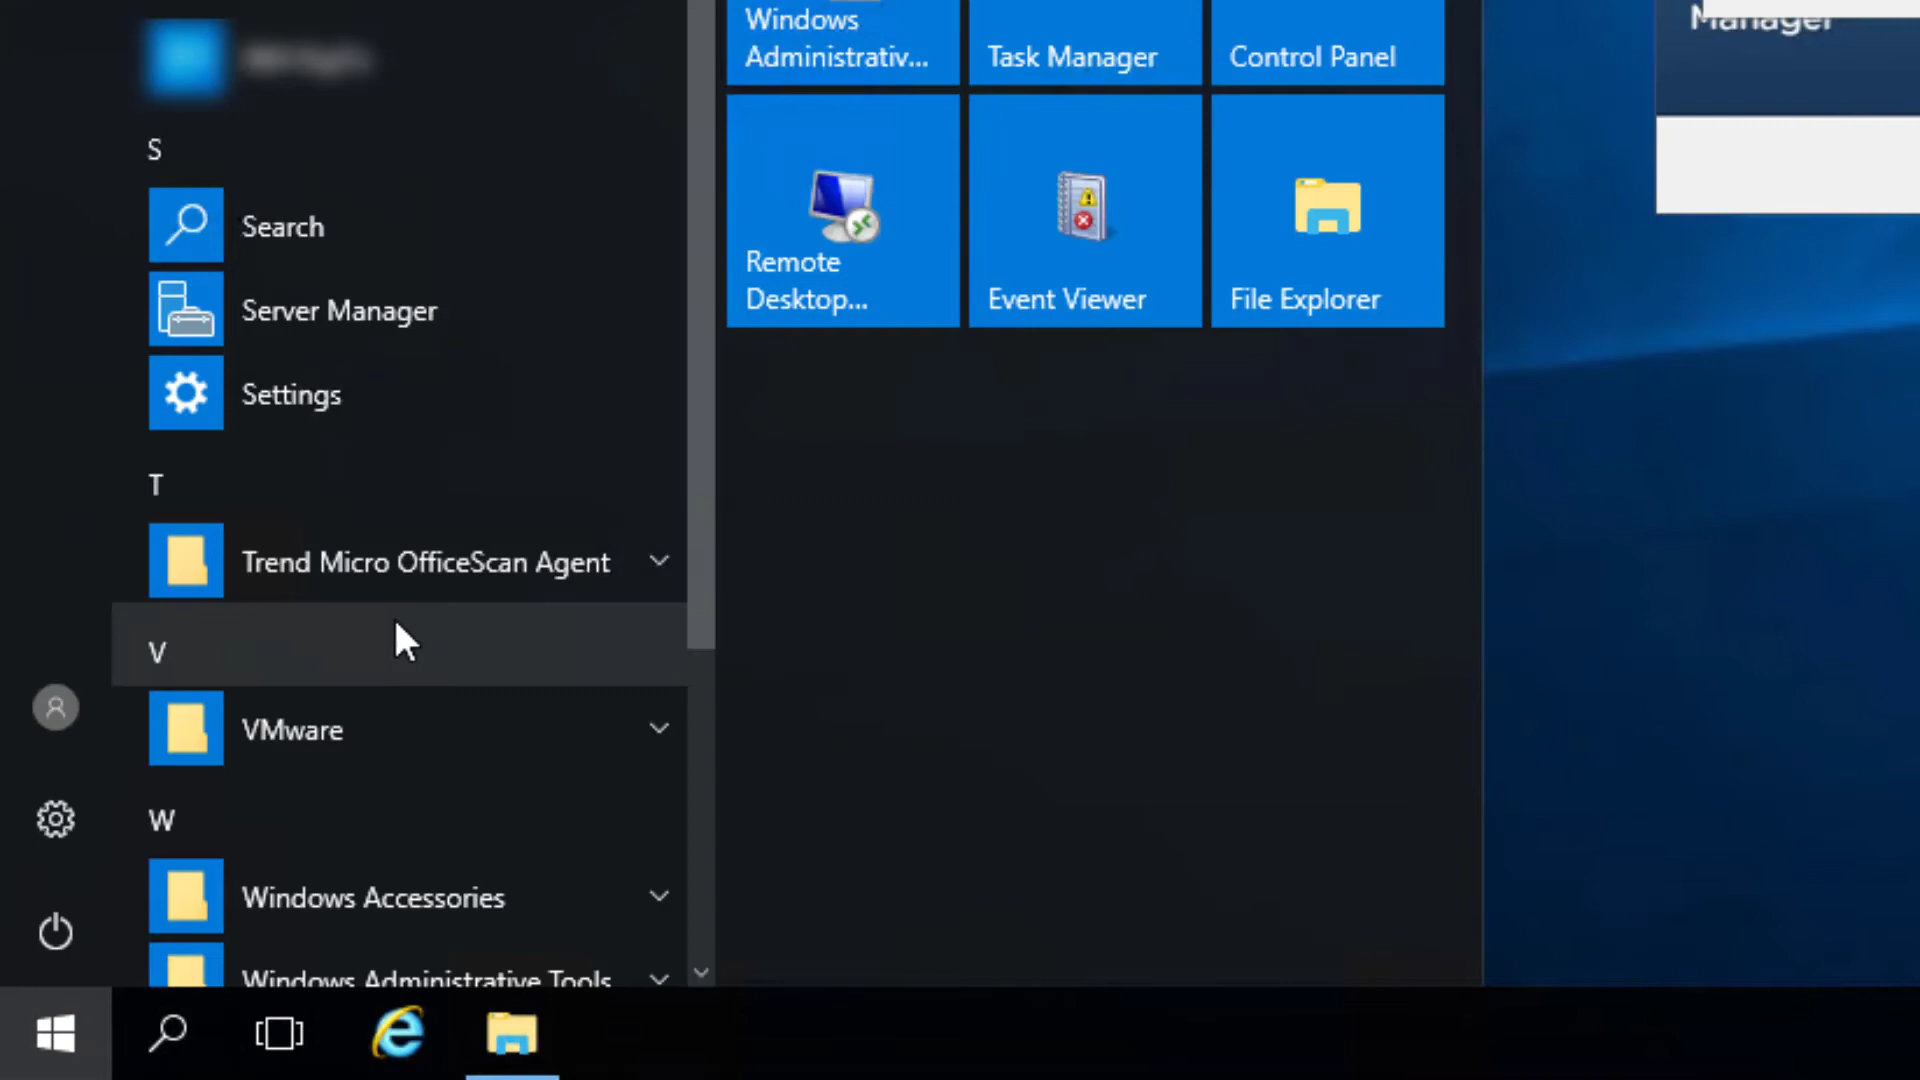 S
Search
Server Manager
Settings
T
Trend Micro OfficeScan Agent
V
VMware
W
Windows Accessories
Windows Administrative Tools
Windows
Administrativ...
Task Manager
Control Panel
Remote
Desktop...
Event Viewer
File Explorer
Manager